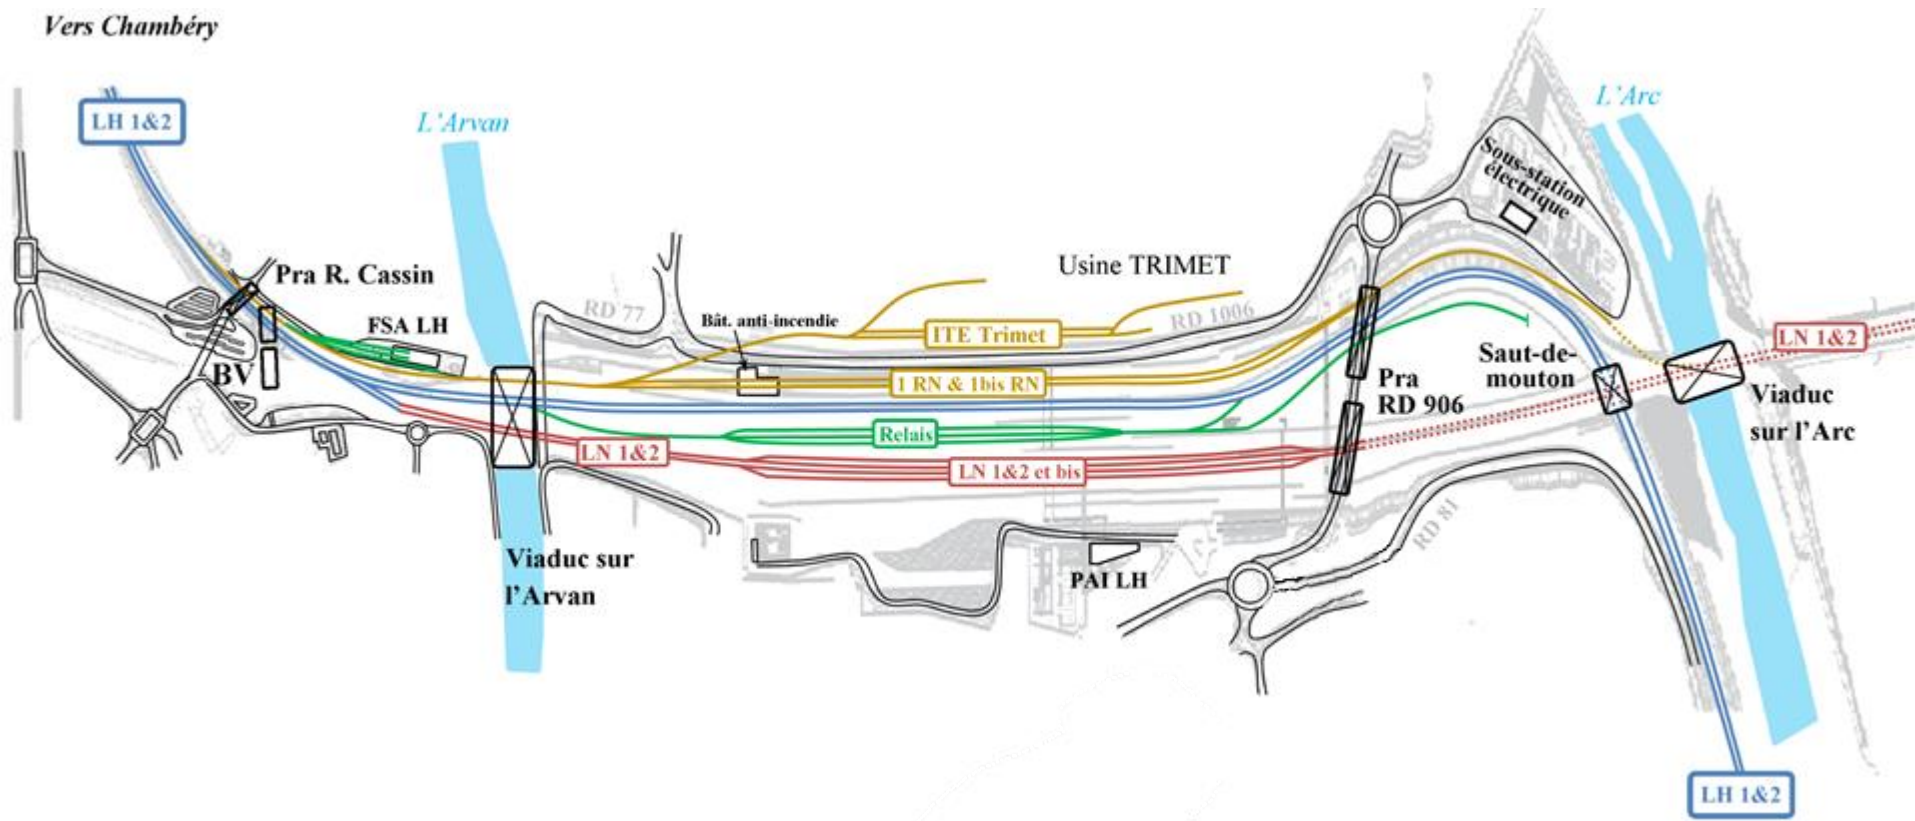 Vers Chambéry
LH 1&2
L'Arvan
L'Arc
Sous-station
électrique
Pra R. Cassin
Usine TRIMET
RD 77
RD 1006
FSA LH
Bât. anti-incendie
ITE Trimet
LN 1&2
BV
1 RN & 1bis RN
Saut-de-
mouton
Pra
RD 906
Viaduc
sur l'Arc
Relais
LN 1&2
LN 1&2 et bis
RD 81
Viaduc sur
l'Arvan
PAI LH
LH 1&2